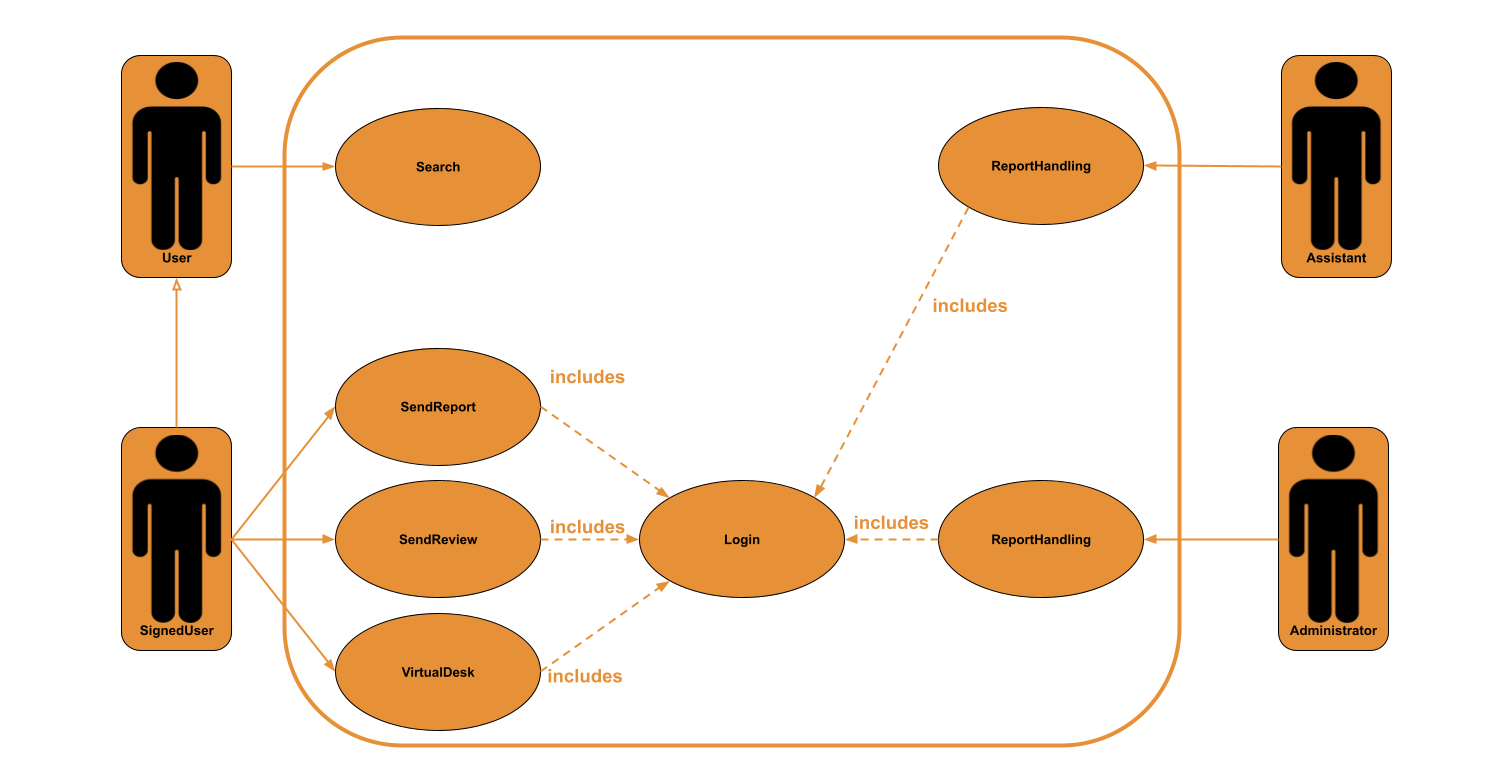 Search
ReportHandling
User
Assistant
includes
includes
SendReport
includes
includes
SendReview
Login
ReportHandling
SignedUser
Administrator
VirtualDesk
includes